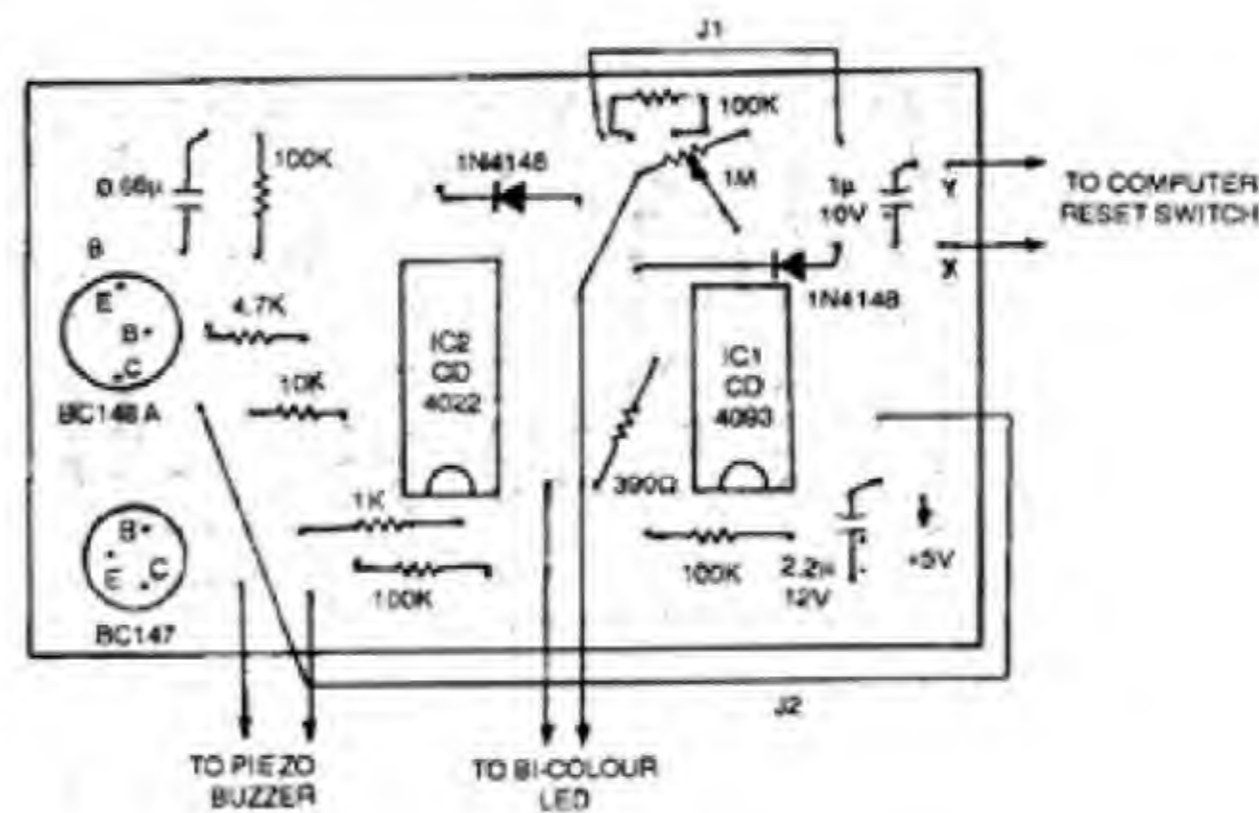 J1
100K
100K
1N4148
0.68µ
1M
1µ
10V
Y
TO COMPUTER
RESET SWITCH
X
B
E
B
C
4.7K
1N4148
IC2
CD
4022
IC1
CD
4093
10K
BC148A
390Ω
1K
B
E
C
100K
100K
2.2µ
12V
+5V
BC147
J2
TO PIEZO
BUZZER
TO BI-COLOUR
LED